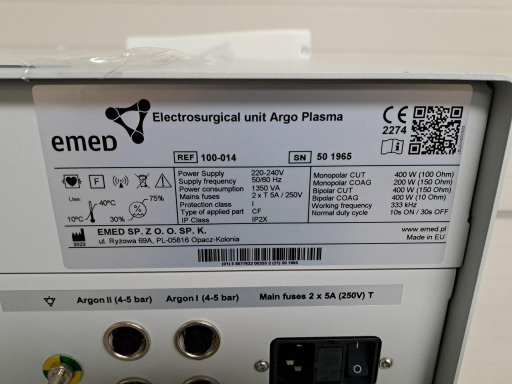 emed
Electrosurgical unit Argo Plasma
CE
2274
REF 100-014
SN 50 1965
F
Use:
10°C
40°C
30%
75%
Power Supply 220-240V
Supply frequency 50/60 Hz
Power consumption 1350 VA
Mains fuses 2 x T 5A / 250V
Protection class I
Type of applied part CF
IP Class IP2X
Monopolar CUT 400 W (100 Ohm)
Monopolar COAG 200 W (150 Ohm)
Bipolar CUT 400 W (150 Ohm)
Bipolar COAG 400 W (10 Ohm)
Working frequency 333 kHz
Normal duty cycle 10s ON / 30s OFF
2022
EMED SP. Z O. O. SP. K.
ul. Ryżowa 69A, PL-05816 Opacz-Kolonia
www.emed.pl
Made in EU
Argon II (4-5 bar)
Argon I (4-5 bar)
Main fuses 2 x 5A (250V) T